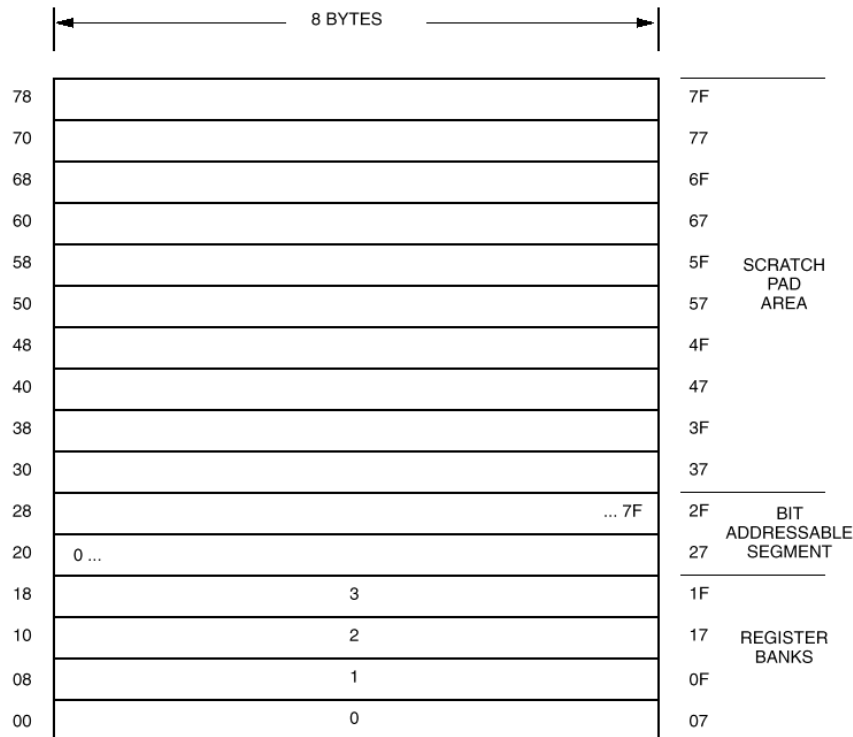 8 BYTES
78 7F
70 77
68 6F
60 67
58 5F SCRATCH
PAD
50 57 AREA
48 4F
40 47
38 3F
30 37
28 ... 7F 2F BIT
ADDRESSABLE
20 0 ... 27 SEGMENT
18 3 1F
10 2 17 REGISTER
BANKS
08 1 0F
00 0 07